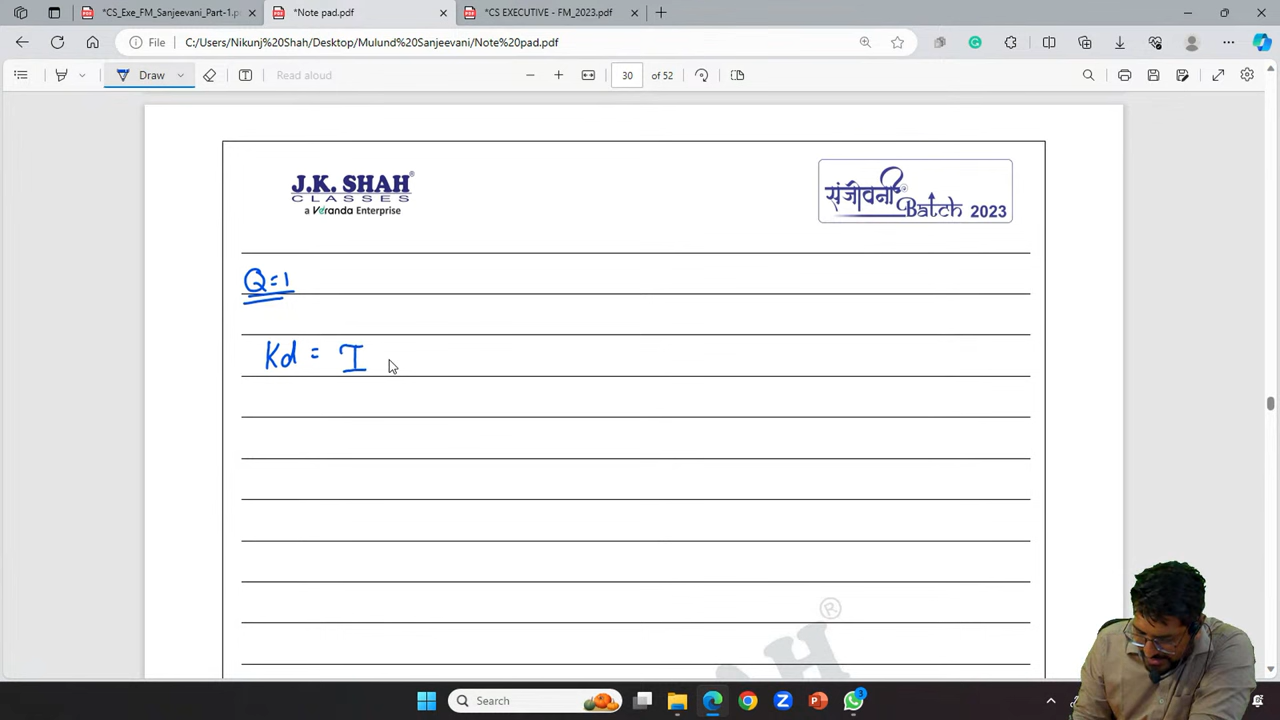 *CS_Exe_FM_Sanjeevani_Part-1.p
*Note pad.pdf
*CS EXECUTIVE - FM_2023.pdf
File
C:/Users/Nikunj%20Shah/Desktop/Mulund%20Sanjeevani/Note%20pad.pdf
Draw
Read aloud
30 of 52
J.K. SHAH®
CLASSES
a Veranda Enterprise
संजीवनी
Batch 2023
Q=1
Kd = I
®
Search
3